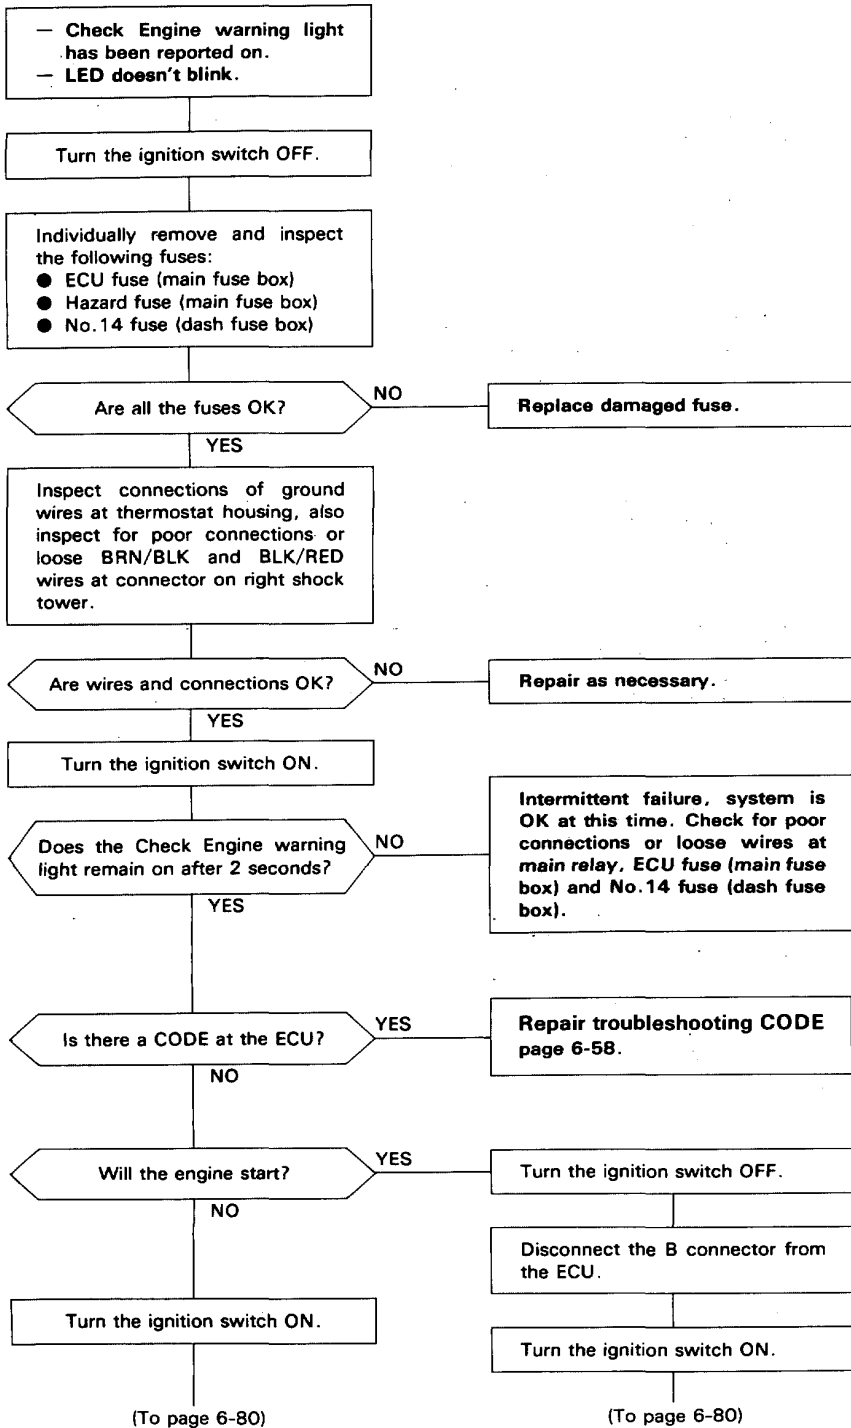 — Check Engine warning light
has been reported on.
— LED doesn't blink.
Turn the ignition switch OFF.
Individually remove and inspect
the following fuses:
● ECU fuse (main fuse box)
● Hazard fuse (main fuse box)
● No.14 fuse (dash fuse box)
Are all the fuses OK?
NO
Replace damaged fuse.
YES
Inspect connections of ground
wires at thermostat housing, also
inspect for poor connections or
loose BRN/BLK and BLK/RED
wires at connector on right shock
tower.
Are wires and connections OK?
NO
Repair as necessary.
YES
Turn the ignition switch ON.
Does the Check Engine warning
light remain on after 2 seconds?
NO
Intermittent failure, system is
OK at this time. Check for poor
connections or loose wires at
main relay, ECU fuse (main fuse
box) and No.14 fuse (dash fuse
box).
YES
Is there a CODE at the ECU?
YES
Repair troubleshooting CODE
page 6-58.
NO
Will the engine start?
YES
Turn the ignition switch OFF.
NO
Disconnect the B connector from
the ECU.
Turn the ignition switch ON.
Turn the ignition switch ON.
(To page 6-80)
(To page 6-80)